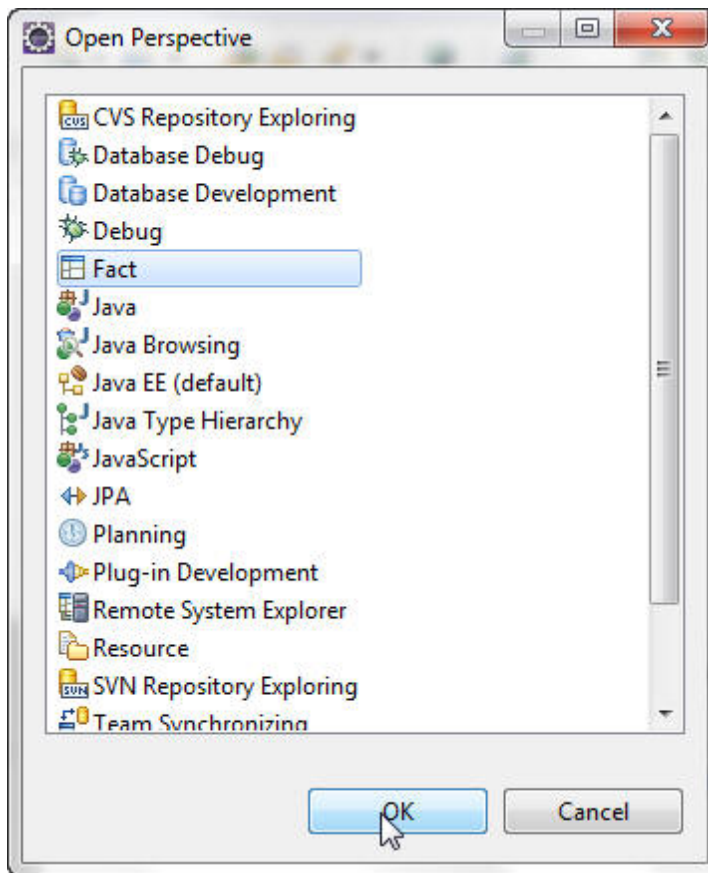 Open Perspective
CVS Repository Exploring
Database Debug
Database Development
Debug
Fact
Java
Java Browsing
Java EE (default)
Java Type Hierarchy
JavaScript
JPA
Planning
Plug-in Development
Remote System Explorer
Resource
SVN Repository Exploring
Team Synchronizing
OK
Cancel